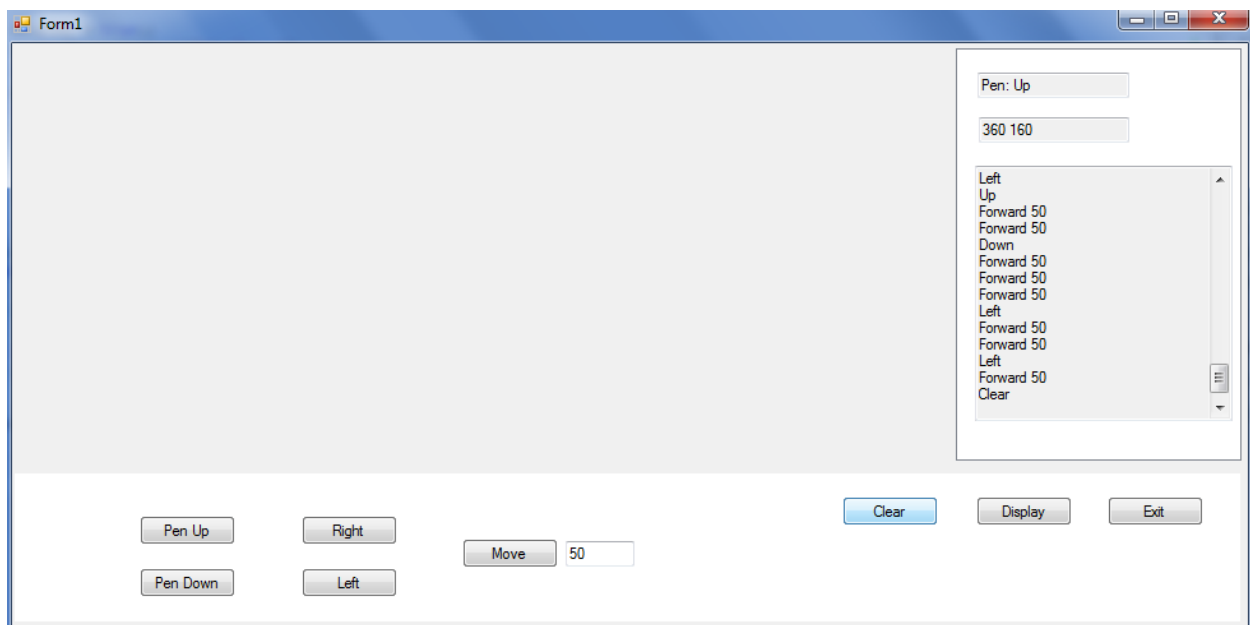 Form1
Pen: Up
360 160
Left
Up
Forward 50
Forward 50
Down
Forward 50
Forward 50
Forward 50
Left
Forward 50
Forward 50
Left
Forward 50
Clear
Clear
Display
Exit
Pen Up
Right
Move
50
Pen Down
Left